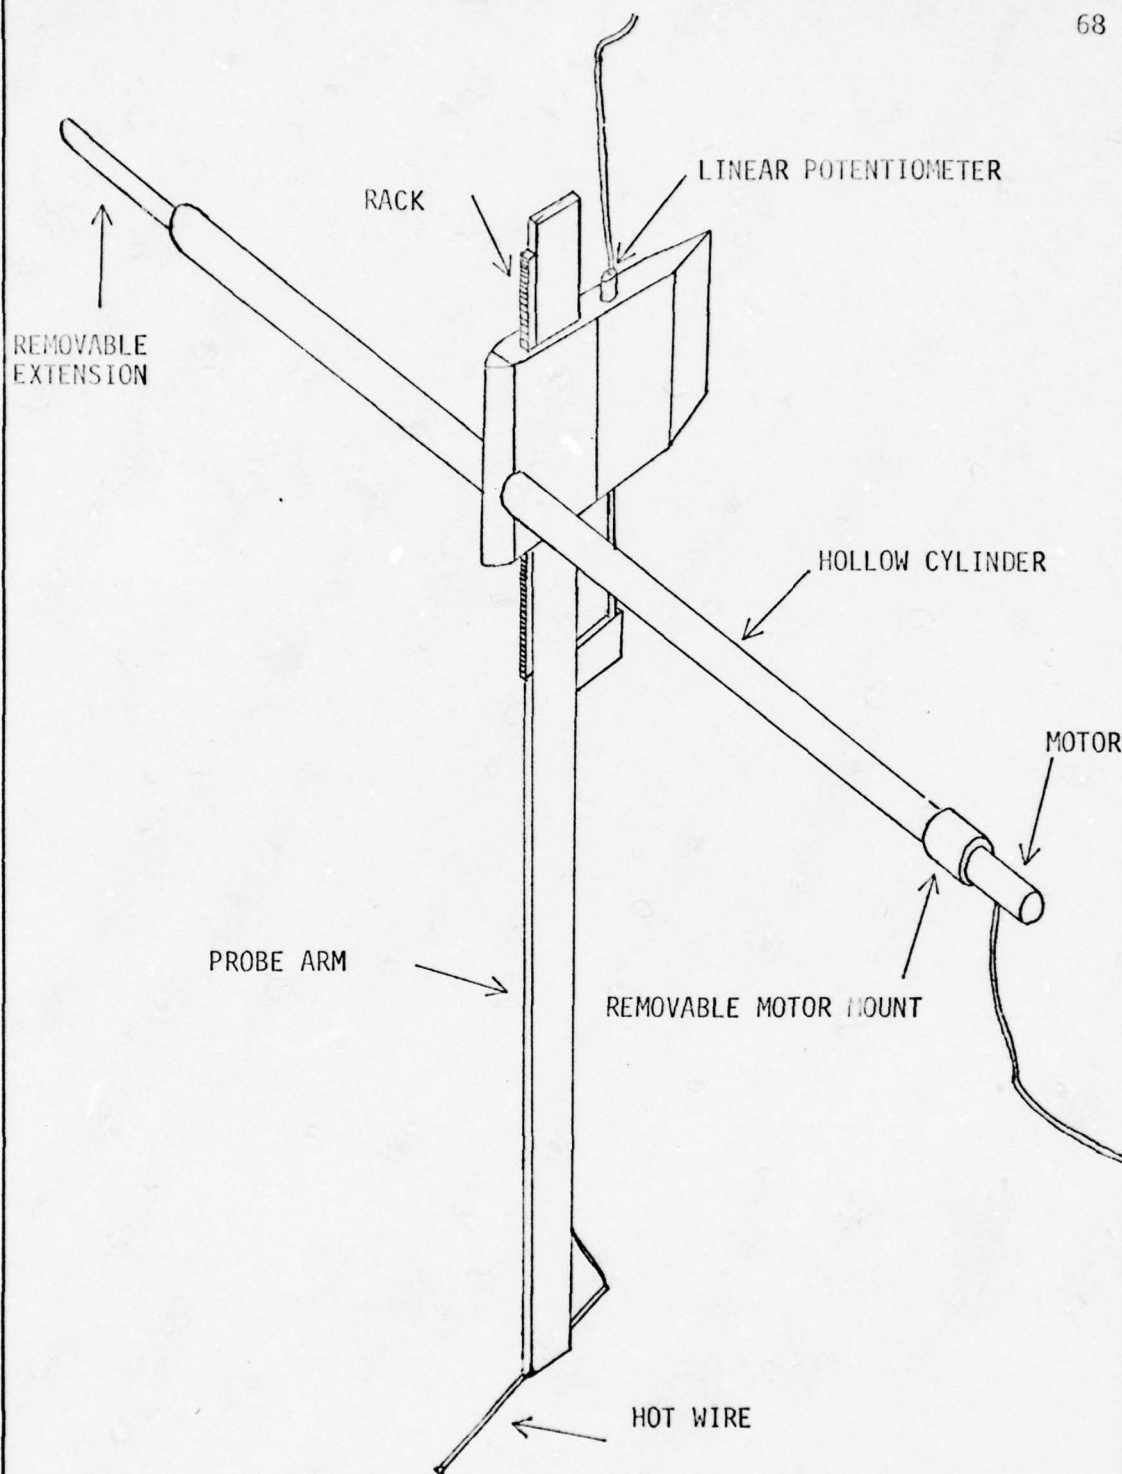 68
LINEAR POTENTIOMETER
RACK
REMOVABLE
EXTENSION
HOLLOW CYLINDER
MOTOR
PROBE ARM
REMOVABLE MOTOR MOUNT
HOT WIRE